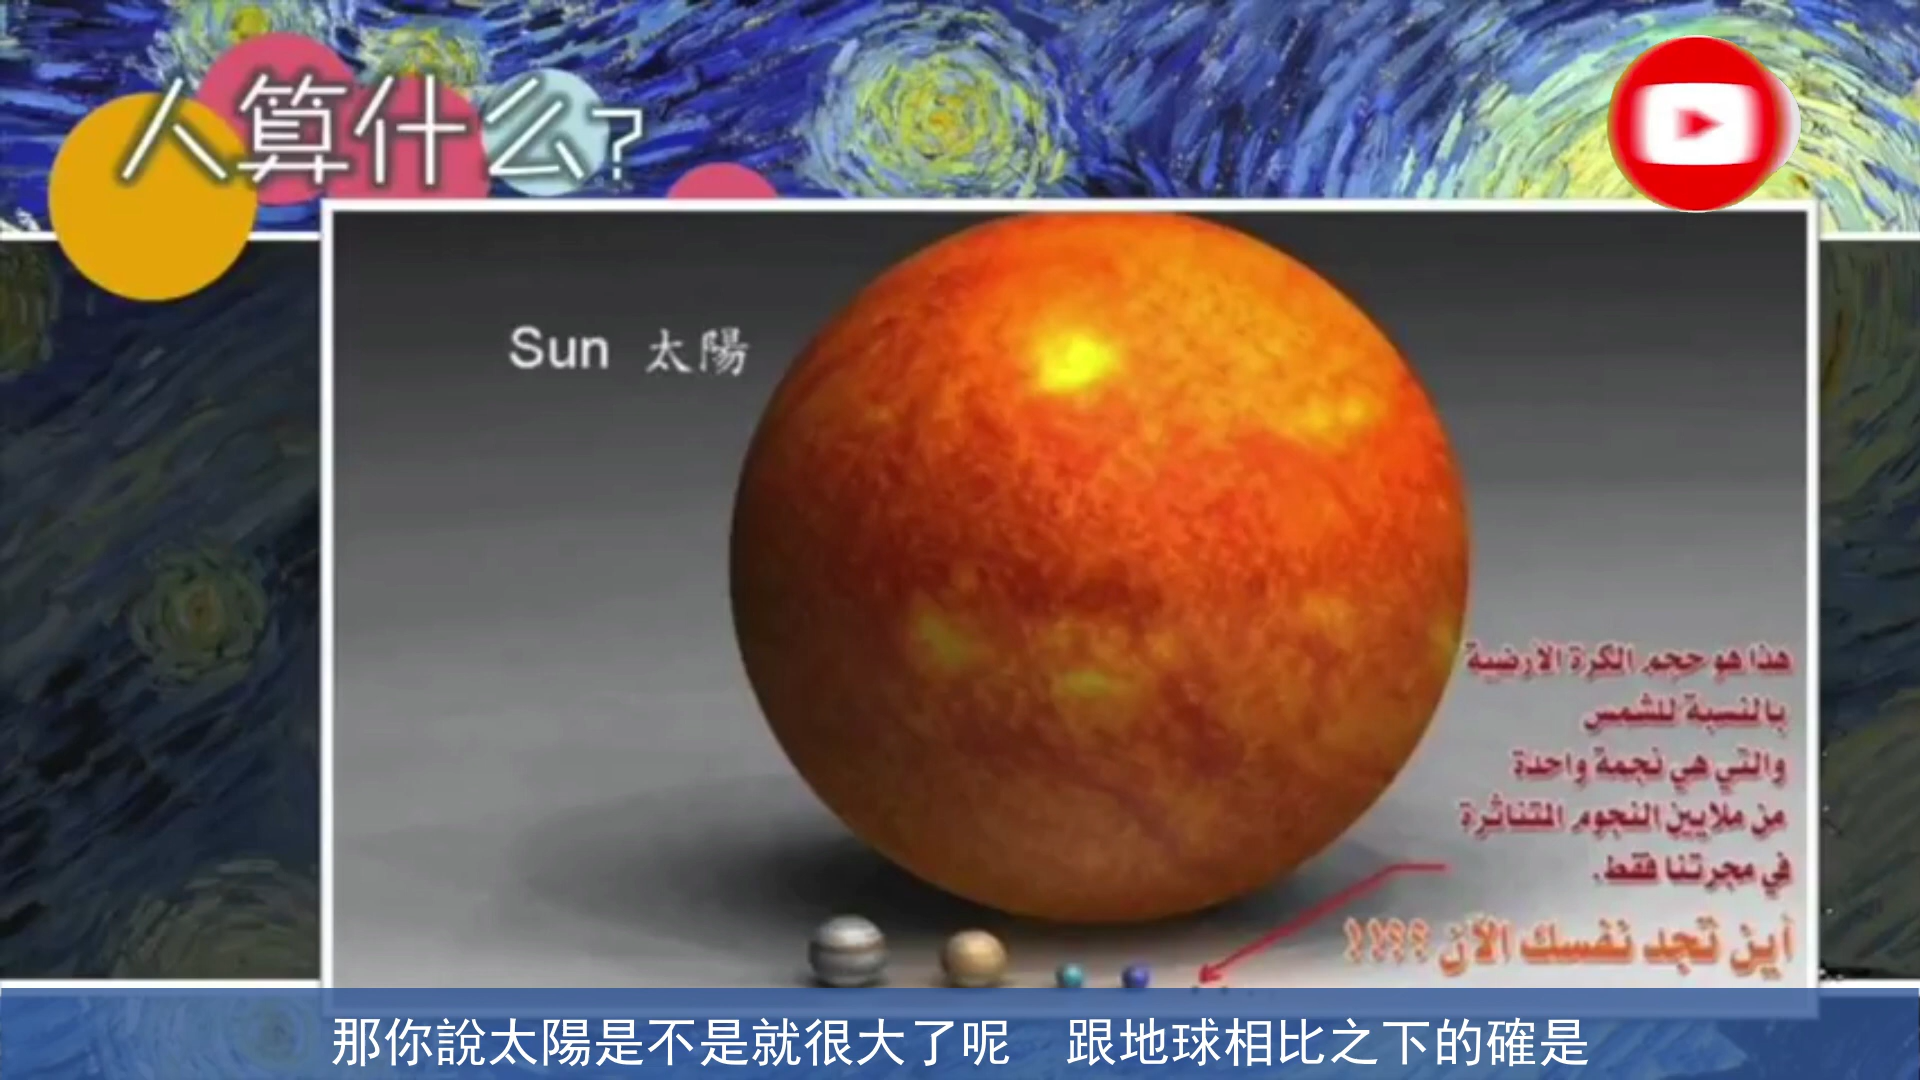 人算什么?
Sun 太陽
هذا هو حجم الكرة الارضية
بالنسبة للشمس
والتي هي نجمة واحدة
من ملايين النجوم المتناثرة
في مجرتنا فقط.
أين تجد نفسك الآن ؟؟!!
那你說太陽是不是就很大了呢 跟地球相比之下的確是